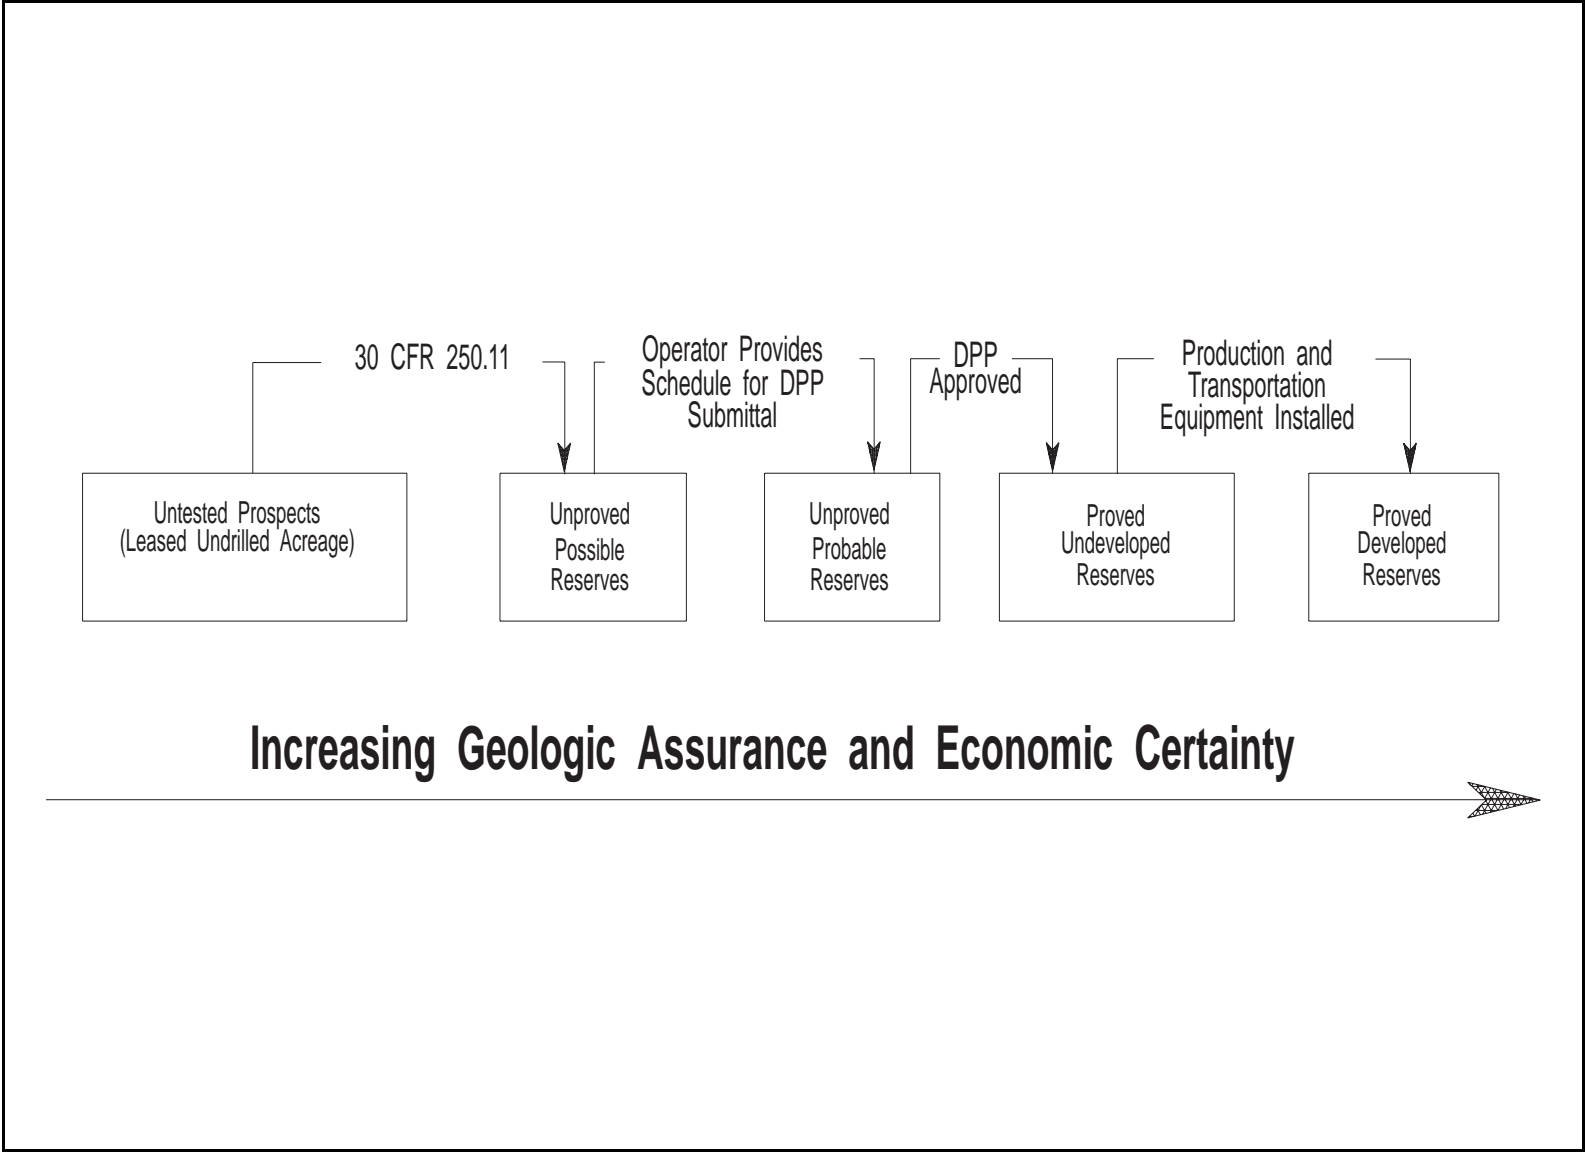 30 CFR 250.11
Operator Provides
Schedule for DPP
Submittal
DPP
Approved
Production and
Transportation
Equipment Installed
Untested Prospects
(Leased Undrilled Acreage)
Unproved
Possible
Reserves
Unproved
Probable
Reserves
Proved
Undeveloped
Reserves
Proved
Developed
Reserves
Increasing Geologic Assurance and Economic Certainty